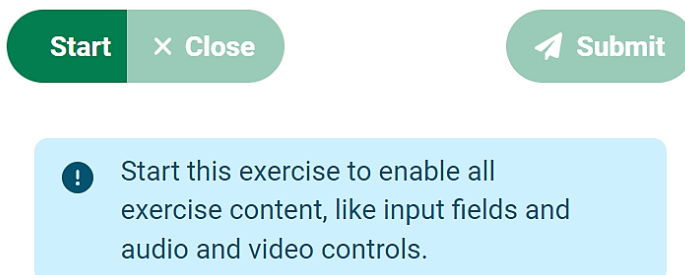 Start Close Submit
Start this exercise to enable all
exercise content, like input fields and
audio and video controls.